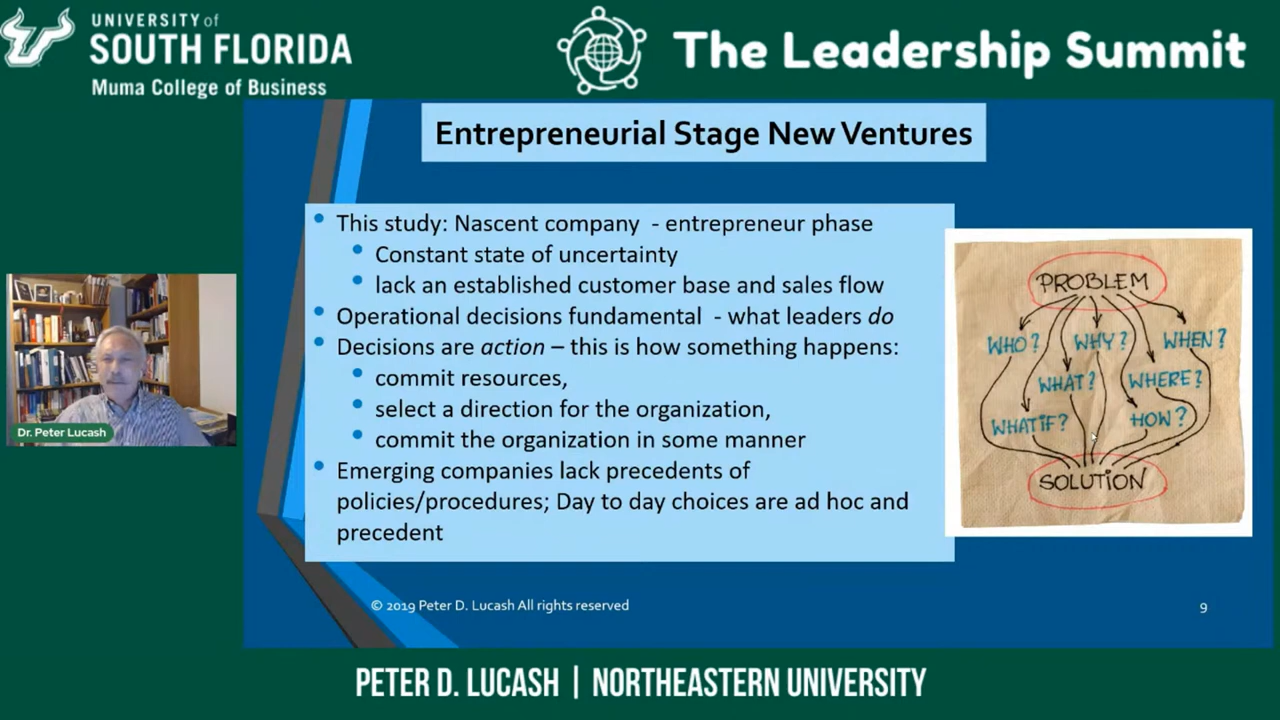 UNIVERSITY of
SOUTH FLORIDA
Muma College of Business
The Leadership Summit
Entrepreneurial Stage New Ventures
• This study: Nascent company - entrepreneur phase
• Constant state of uncertainty
• lack an established customer base and sales flow
• Operational decisions fundamental - what leaders do
• Decisions are action – this is how something happens:
• commit resources,
• select a direction for the organization,
• commit the organization in some manner
• Emerging companies lack precedents of
policies/procedures; Day to day choices are ad hoc and
precedent
PROBLEM
WHO? WHY? WHEN?
WHAT? WHERE?
WHAT IF? HOW?
SOLUTION
Dr. Peter Lucash
© 2019 Peter D. Lucash All rights reserved
9
PETER D. LUCASH | NORTHEASTERN UNIVERSITY